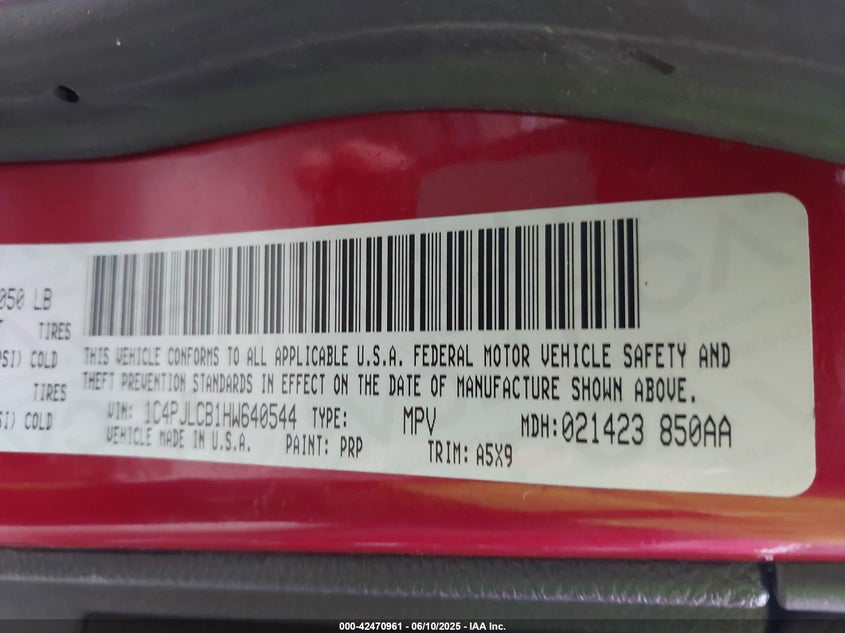 050 LB
TIRES
PSI) COLD
TIRES
SI) COLD
THIS VEHICLE CONFORMS TO ALL APPLICABLE U.S.A. FEDERAL MOTOR VEHICLE SAFETY AND
THEFT PREVENTION STANDARDS IN EFFECT ON THE DATE OF MANUFACTURE SHOWN ABOVE.
VIN: 1C4PJLCB1HW640544 TYPE: MPV MDH:021423 850AA
VEHICLE MADE IN U.S.A. PAINT: PRP TRIM: A5X9
000-42470961 - 06/10/2025 - IAA Inc.